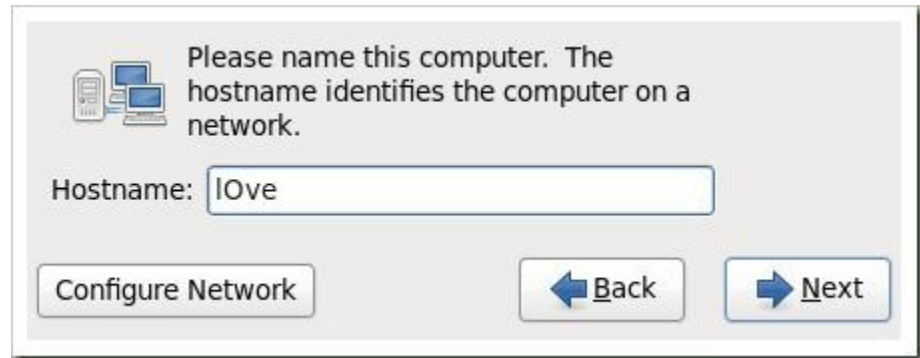 Please name this computer.  The
hostname identifies the computer on a
network.
Hostname: lOve
Configure Network Back Next